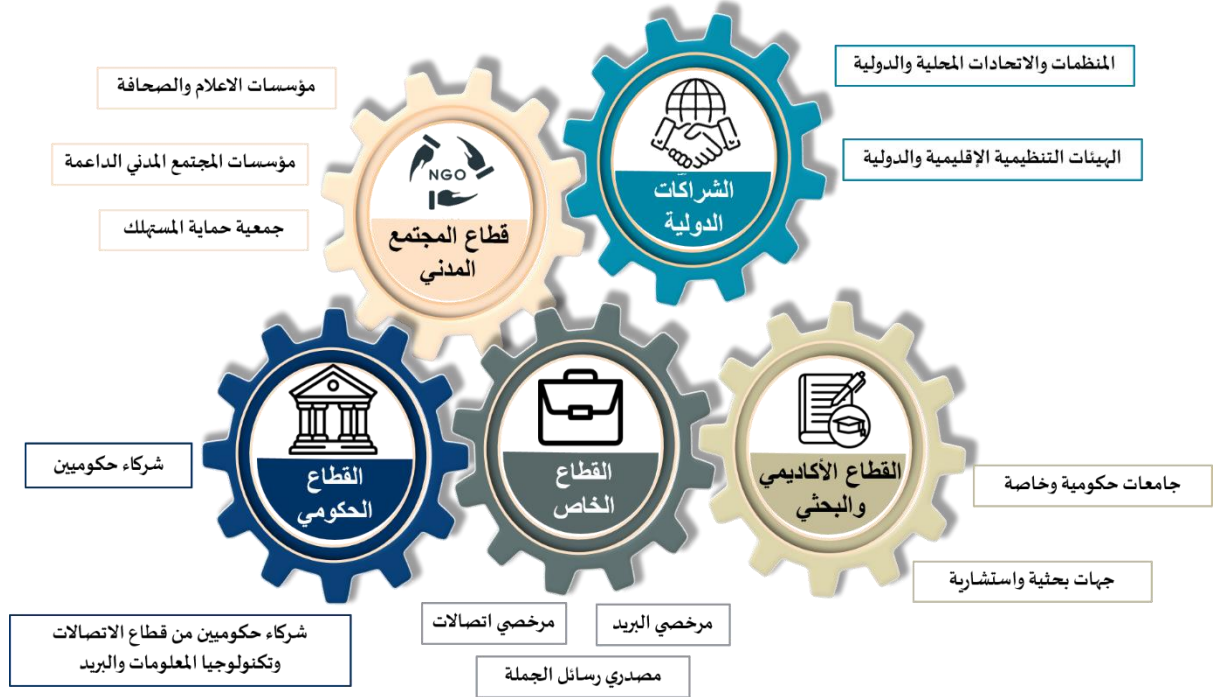 المنظمات والاتحادات المحلية والدولية
الهيئات التنظيمية الإقليمية والدولية
الشراكات
الدولية
مؤسسات الاعلام والصحافة
مؤسسات المجتمع المدني الداعمة
جمعية حماية المستهلك
NGO
قطاع المجتمع
المدني
القطاع الأكاديمي
والبحثي
جامعات حكومية وخاصة
جهات بحثية واستشارية
القطاع
الخاص
مرخصي البريد
مرخصي اتصالات
مصدري رسائل الجملة
القطاع
الحكومي
شركاء حكوميين
شركاء حكوميين من قطاع الاتصالات
وتكنولوجيا المعلومات والبريد